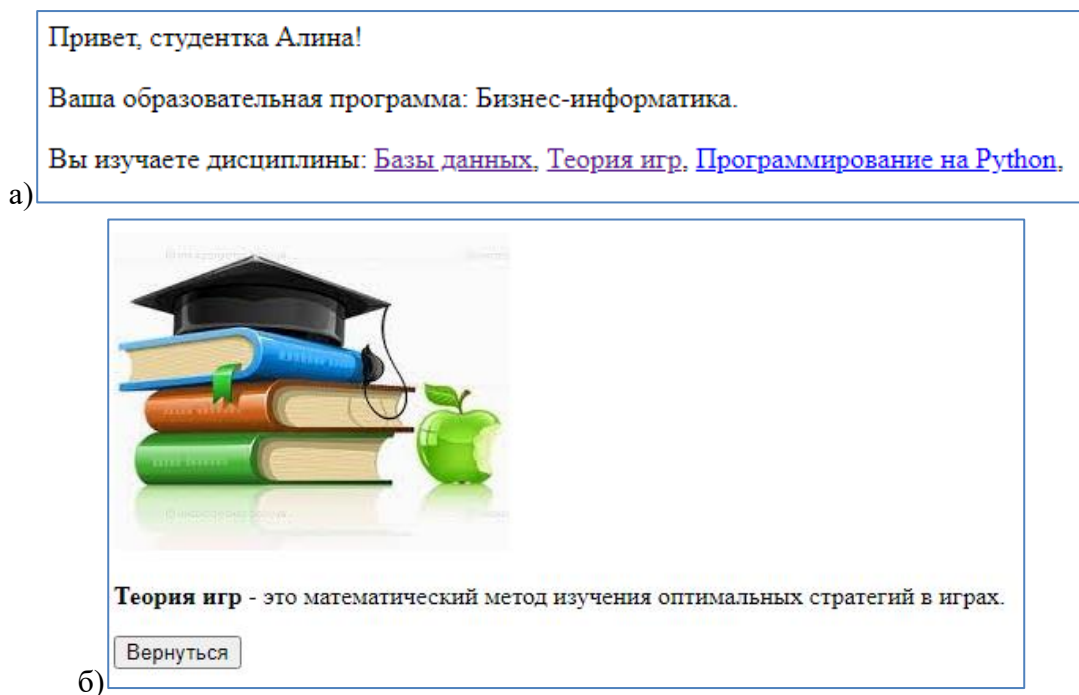 Привет, студентка Алина!
Ваша образовательная программа: Бизнес-информатика.
Вы изучаете дисциплины: Базы данных, Теория игр, Программирование на Python,
а)
Теория игр - это математический метод изучения оптимальных стратегий в играх.
Вернуться
б)